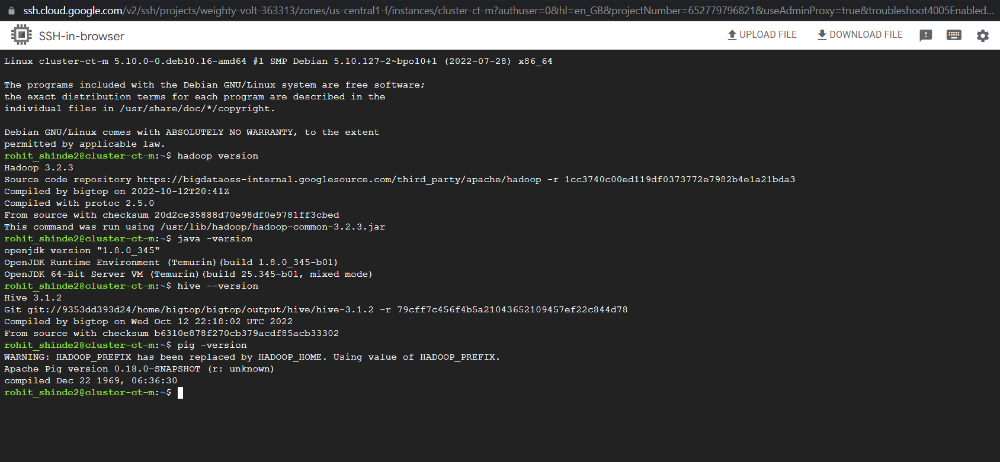 ssh.cloud.google.com/v2/ssh/projects/weighty-volt-363313/zones/us-central1-f/instances/cluster-ct-m?authuser=0&hl=en_GB&projectNumber=652779796821&useAdminProxy=true&troubleshoot4005Enabled...
SSH-in-browser
UPLOAD FILE
DOWNLOAD FILE
Linux cluster-ct-m 5.10.0-0.deb10.16-amd64 #1 SMP Debian 5.10.127-2~bpo10+1 (2022-07-28) x86_64
The programs included with the Debian GNU/Linux system are free software;
the exact distribution terms for each program are described in the
individual files in /usr/share/doc/*/copyright.
Debian GNU/Linux comes with ABSOLUTELY NO WARRANTY, to the extent
permitted by applicable law.
rohit_shinde2@cluster-ct-m:~$ hadoop version
Hadoop 3.2.3
Source code repository https://bigdataoss-internal.googlesource.com/third_party/apache/hadoop -r 1cc3740c00ed119df0373772e7982b4e1a21bda3
Compiled by bigtop on 2022-10-12T20:41Z
Compiled with protoc 2.5.0
From source with checksum 20d2ce35888d70e98df0e9781ff3cbed
This command was run using /usr/lib/hadoop/hadoop-common-3.2.3.jar
rohit_shinde2@cluster-ct-m:~$ java -version
openjdk version "1.8.0_345"
OpenJDK Runtime Environment (Temurin)(build 1.8.0_345-b01)
OpenJDK 64-Bit Server VM (Temurin)(build 25.345-b01, mixed mode)
rohit_shinde2@cluster-ct-m:~$ hive --version
Hive 3.1.2
Git git://9353dd393d24/home/bigtop/bigtop/output/hive/hive-3.1.2 -r 79cff7c456f4b5a21043652109457ef22c844d78
Compiled by bigtop on Wed Oct 12 22:18:02 UTC 2022
From source with checksum b6310e878f270cb379acdf85acb33302
rohit_shinde2@cluster-ct-m:~$ pig -version
WARNING: HADOOP_PREFIX has been replaced by HADOOP_HOME. Using value of HADOOP_PREFIX.
Apache Pig version 0.18.0-SNAPSHOT (r: unknown)
compiled Dec 22 1969, 06:36:30
rohit_shinde2@cluster-ct-m:~$